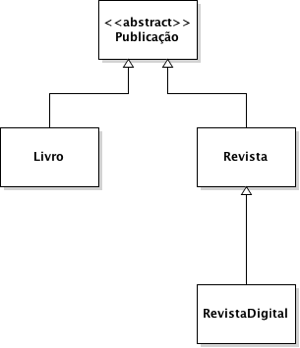 <<abstract>>
Publicação
Livro
Revista
RevistaDigital